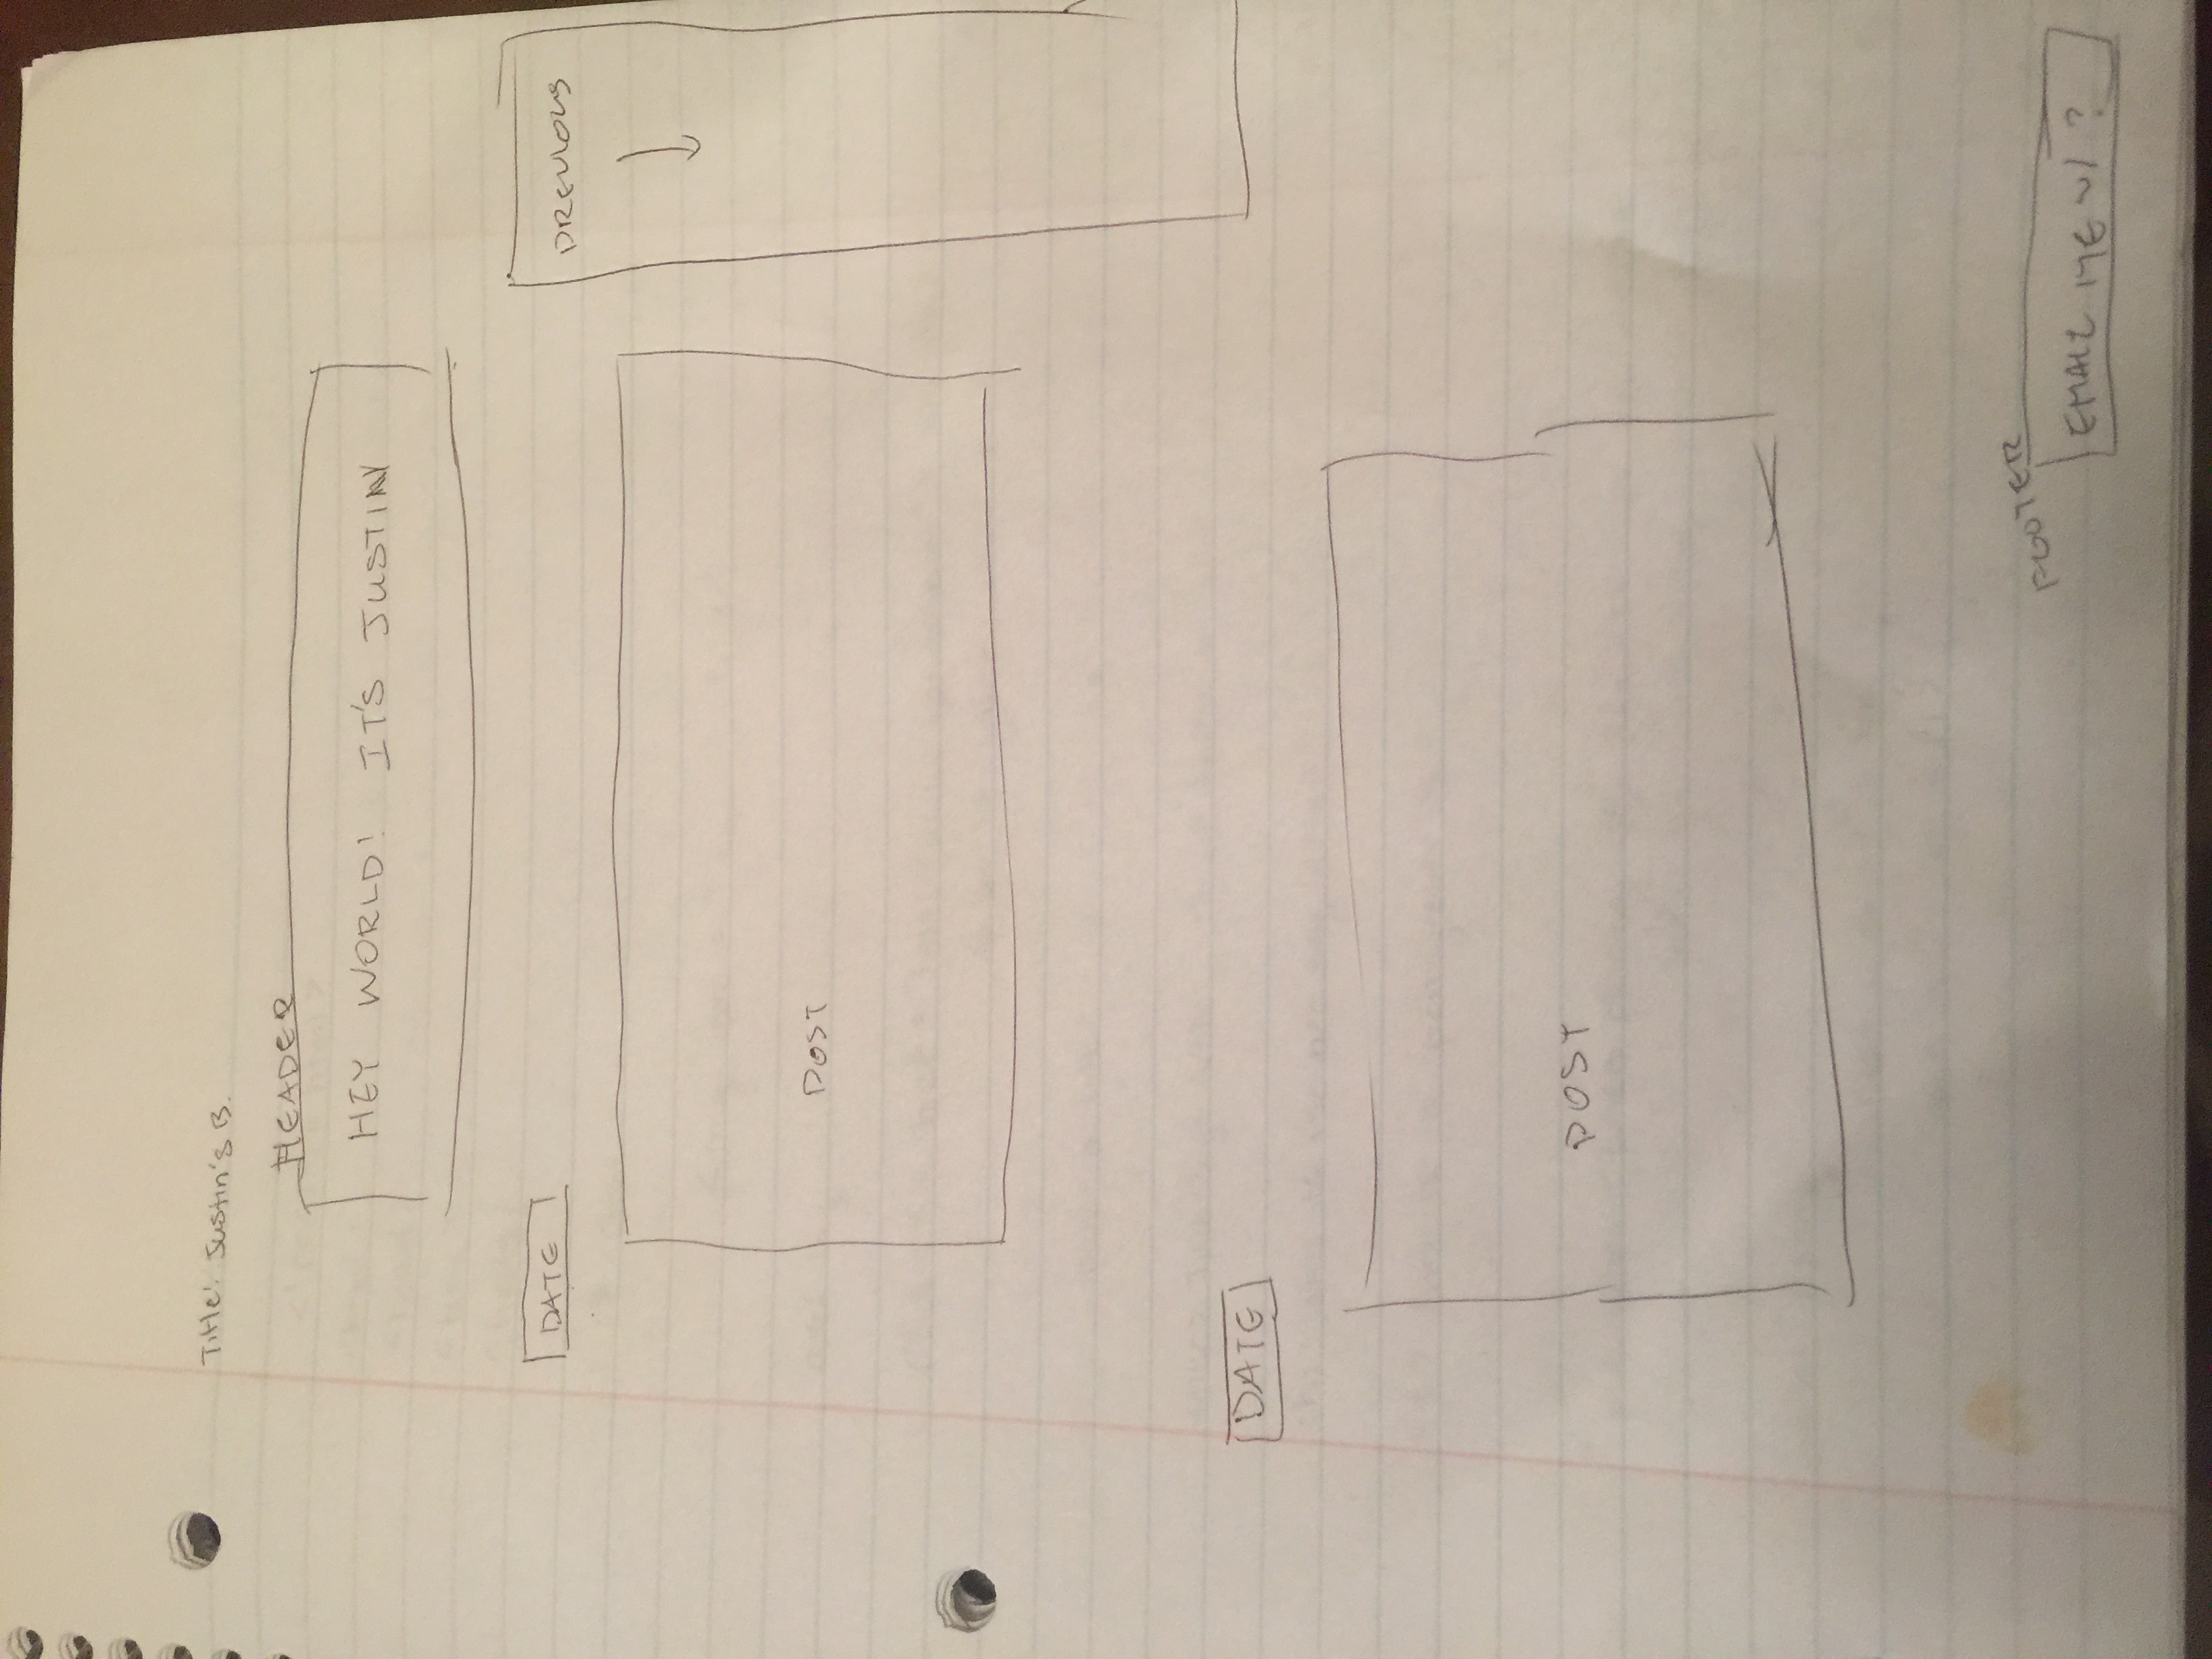 Title: Justin's B.
HEADER
HEY WORLD! IT'S JUSTIN
DATE
PREVIOUS
POST
DATE
POST
FOOTER
EMAIL ME W/ ?